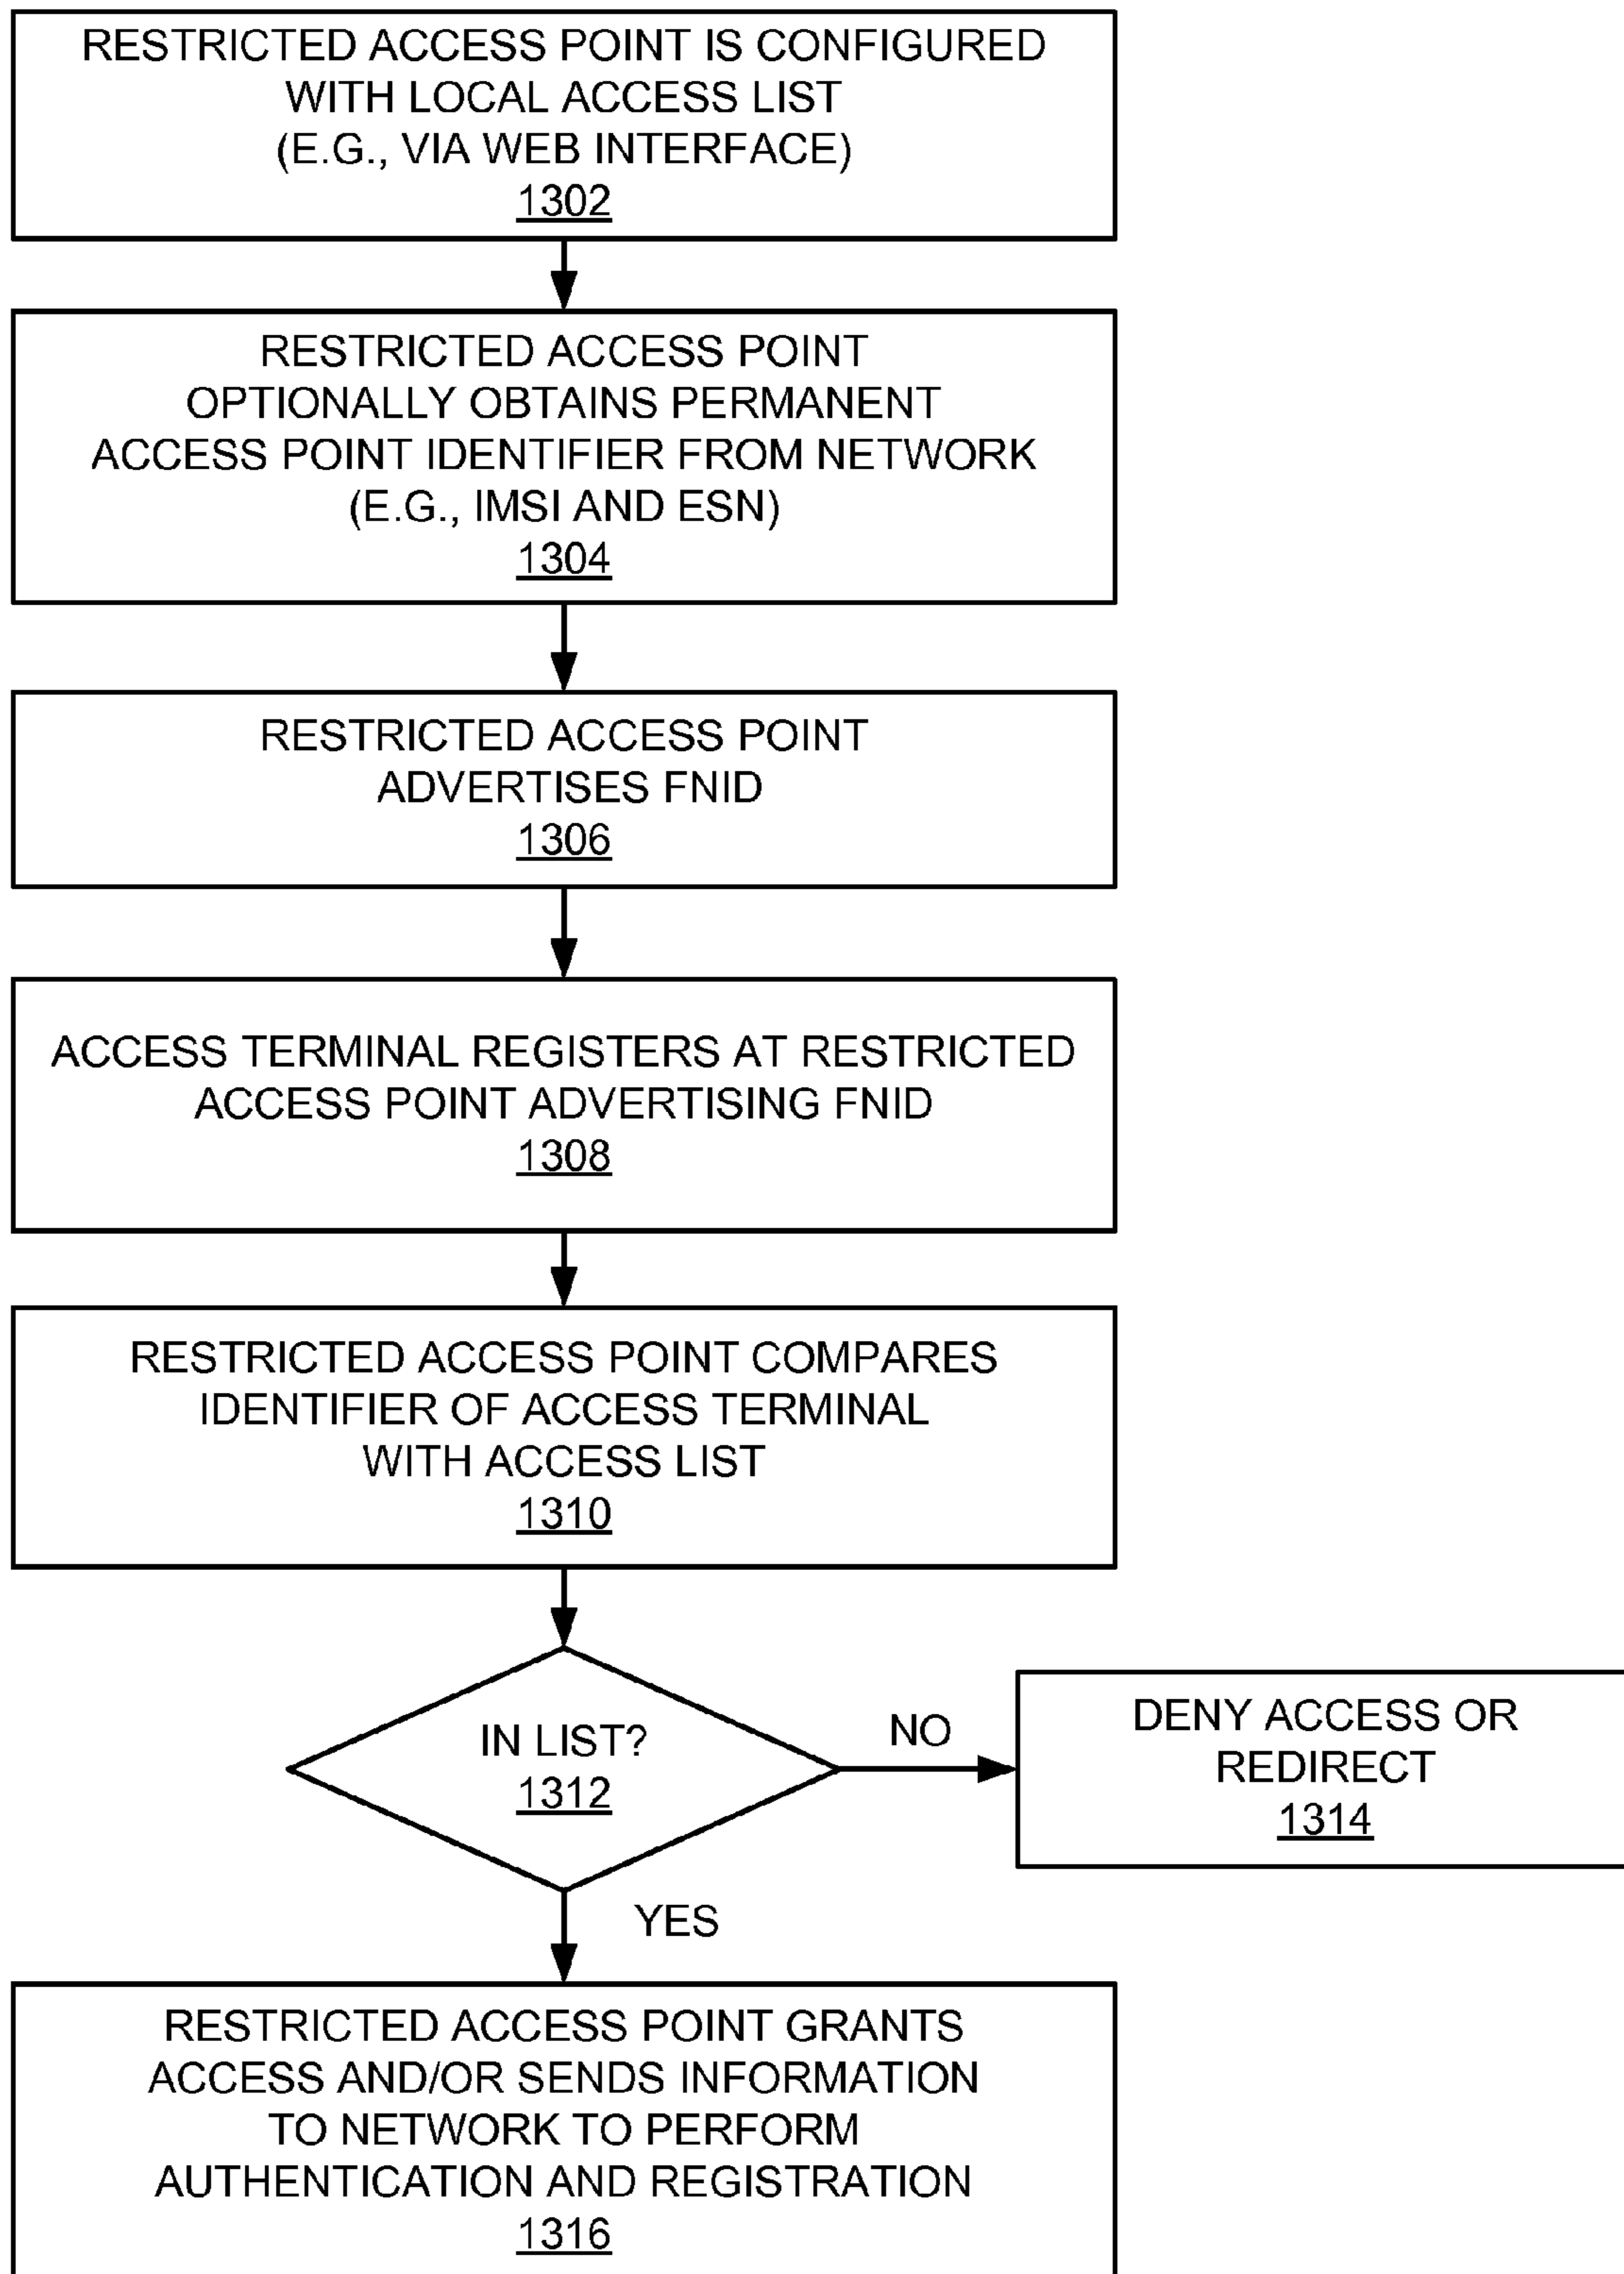 RESTRICTED ACCESS POINT IS CONFIGURED
WITH LOCAL ACCESS LIST
(E.G., VIA WEB INTERFACE)
1302
RESTRICTED ACCESS POINT
OPTIONALLY OBTAINS PERMANENT
ACCESS POINT IDENTIFIER FROM NETWORK
(E.G., IMSI AND ESN)
1304
RESTRICTED ACCESS POINT
ADVERTISES FNID
1306
ACCESS TERMINAL REGISTERS AT RESTRICTED
ACCESS POINT ADVERTISING FNID
1308
RESTRICTED ACCESS POINT COMPARES
IDENTIFIER OF ACCESS TERMINAL
WITH ACCESS LIST
1310
IN LIST?
1312
NO
DENY ACCESS OR
REDIRECT
1314
YES
RESTRICTED ACCESS POINT GRANTS
ACCESS AND/OR SENDS INFORMATION
TO NETWORK TO PERFORM
AUTHENTICATION AND REGISTRATION
1316